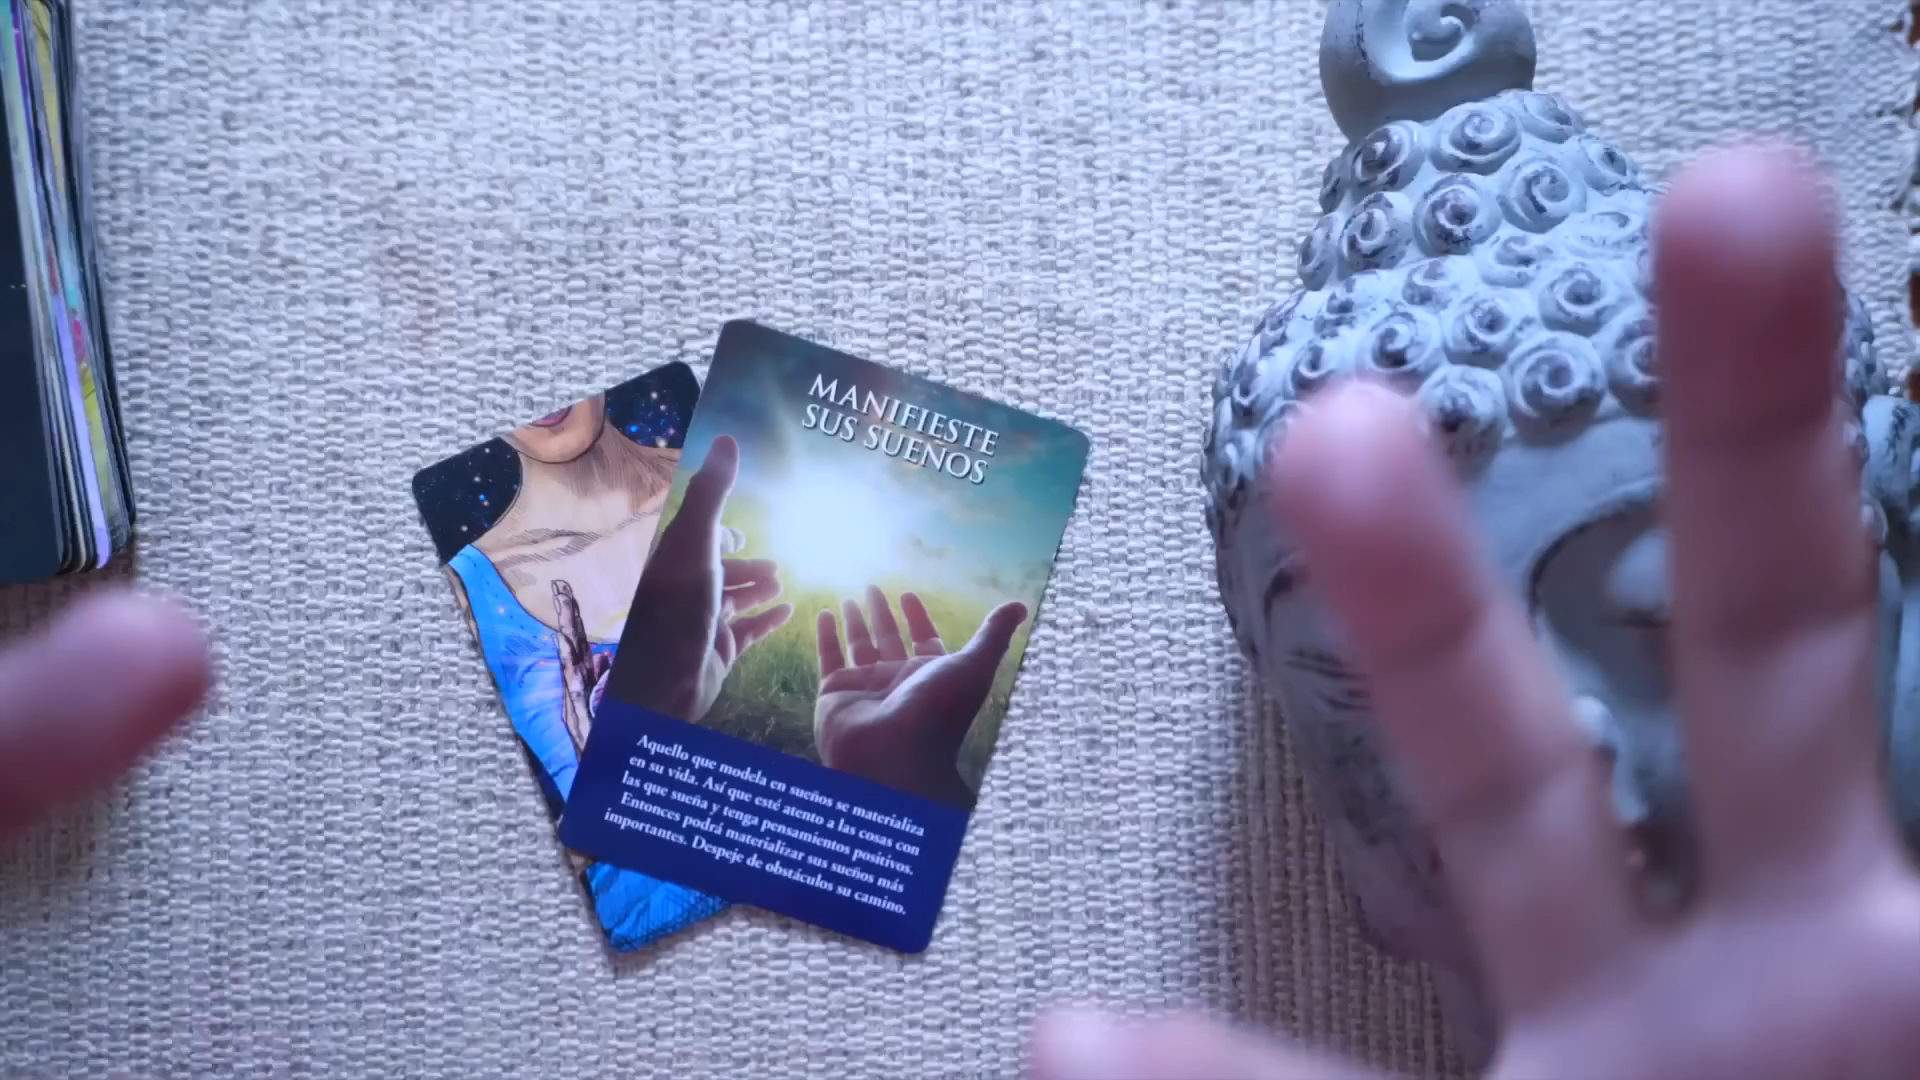 MANIFIESTE
SUS SUEÑOS
Aquello que modela en sueños se materializa
en su vida. Así que esté atento a las cosas con
las que sueña y tenga pensamientos positivos.
Entonces podrá materializar sus sueños más
importantes. Despeje de obstáculos su camino.